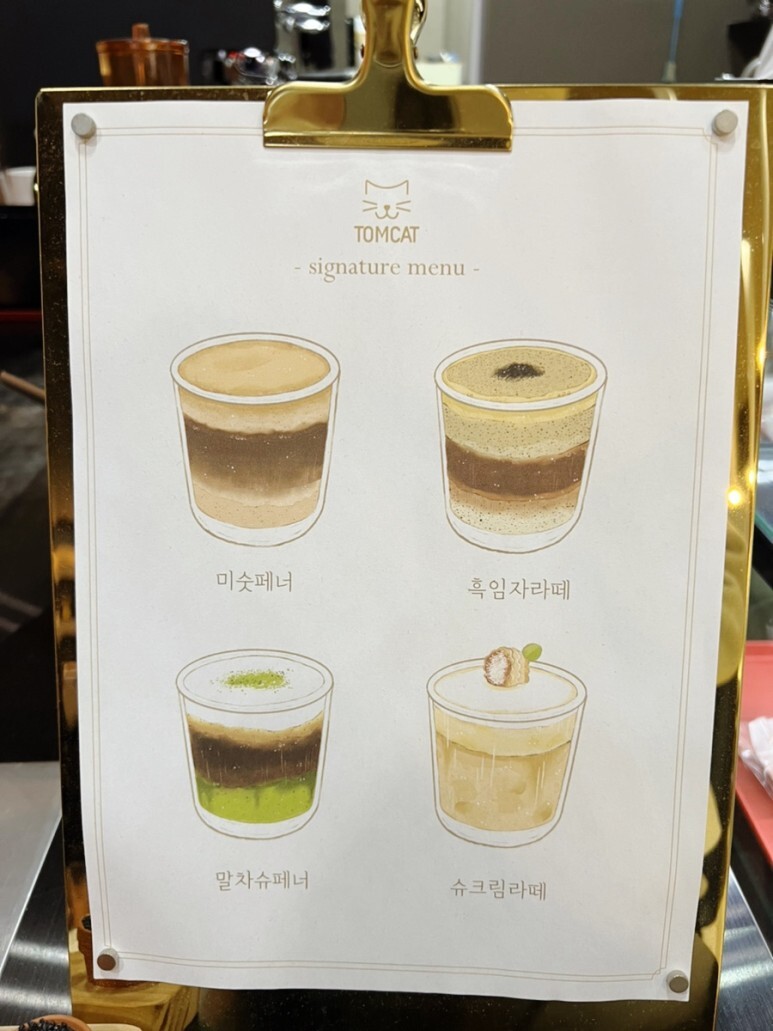 TOMCAT
- signature menu -
미숫페너
흑임자라떼
말차슈페너
슈크림라떼